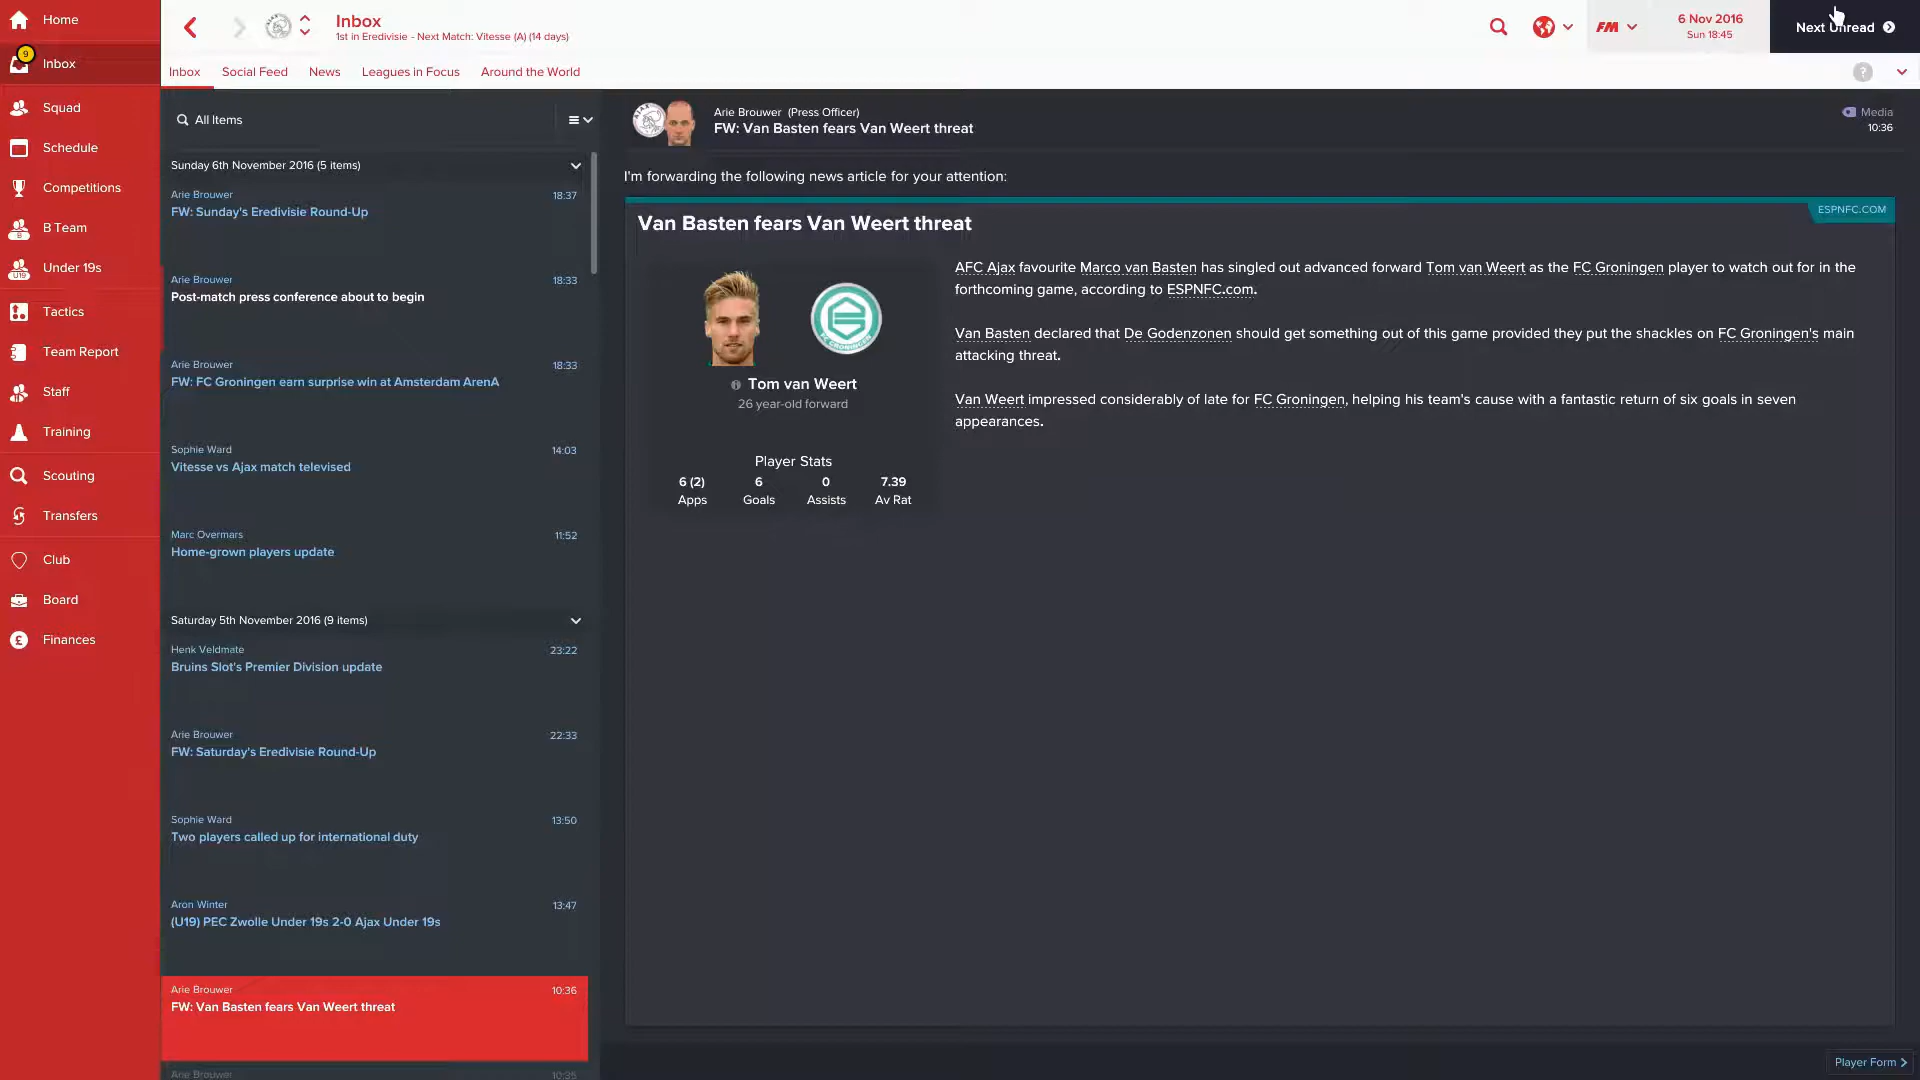 Home
9
Inbox
Squad
Schedule
Competitions
B Team
Under 19s
Tactics
Team Report
Staff
Training
Scouting
Transfers
Club
Board
Finances
Inbox
1st in Eredivisie - Next Match: Vitesse (A) (14 days)
FM
6 Nov 2016
Sun 18:45
Next Unread
Inbox Social Feed News Leagues in Focus Around the World
?
All Items
Sunday 6th November 2016 (5 items)
Arie Brouwer 18:37
FW: Sunday's Eredivisie Round-Up
Arie Brouwer 18:33
Post-match press conference about to begin
Arie Brouwer 18:33
FW: FC Groningen earn surprise win at Amsterdam ArenA
Sophie Ward 14:03
Vitesse vs Ajax match televised
Marc Overmars 11:52
Home-grown players update
Saturday 5th November 2016 (9 items)
Henk Veldmate 23:22
Bruins Slot's Premier Division update
Arie Brouwer 22:33
FW: Saturday's Eredivisie Round-Up
Sophie Ward 13:50
Two players called up for international duty
Aron Winter 13:47
(U19) PEC Zwolle Under 19s 2-0 Ajax Under 19s
Arie Brouwer 10:36
FW: Van Basten fears Van Weert threat
Arie Brouwer 10:35
Arie Brouwer (Press Officer)
FW: Van Basten fears Van Weert threat
Media
10:36
I'm forwarding the following news article for your attention:
ESPNFC.COM
Van Basten fears Van Weert threat
FC GRONINGEN
Tom van Weert
26 year-old forward
Player Stats
6 (2) 6 0 7.39
Apps Goals Assists Av Rat
AFC Ajax favourite Marco van Basten has singled out advanced forward Tom van Weert as the FC Groningen player to watch out for in the
forthcoming game, according to ESPNFC.com.
Van Basten declared that De Godenzonen should get something out of this game provided they put the shackles on FC Groningen's main
attacking threat.
Van Weert impressed considerably of late for FC Groningen, helping his team's cause with a fantastic return of six goals in seven
appearances.
Player Form